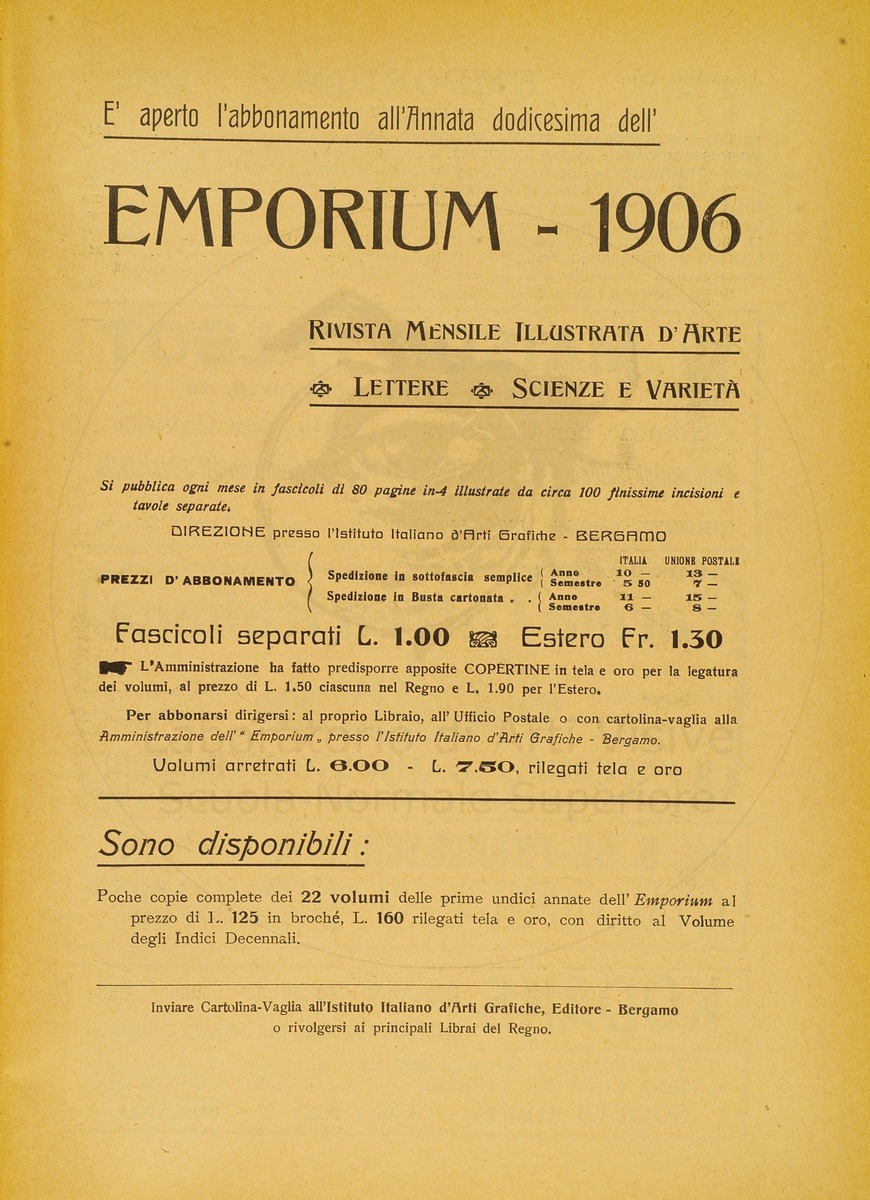 E' aperto l'abbonamento all'Annata dodicesima dell'
EMPORIUM - 1906
RIVISTA MENSILE ILLUSTRATA D'ARTE
LETTERE SCIENZE E VARIETÀ
Si pubblica ogni mese in fascicoli di 80 pagine in-4 illustrate da circa 100 finissime incisioni e
tavole separate.
DIREZIONE presso l'Istituto Italiano d'Arti Grafiche - BERGAMO
ITALIA UNIONE POSTALE
PREZZI D'ABBONAMENTO { Spedizione in sottofascia semplice { Anno 10 — 13 —
Semestre 5 50 7 —
Spedizione in Busta cartonata . . { Anno 11 — 15 —
Semestre 6 — 8 —
Fascicoli separati L. 1.00 Estero Fr. 1.30
L'Amministrazione ha fatto predisporre apposite COPERTINE in tela e oro per la legatura
dei volumi, al prezzo di L. 1.50 ciascuna nel Regno e L. 1.90 per l'Estero.
Per abbonarsi dirigersi: al proprio Libraio, all'Ufficio Postale o con cartolina-vaglia alla
Amministrazione dell' “ Emporium „ presso l'Istituto Italiano d'Arti Grafiche - Bergamo.
Volumi arretrati L. 6.00 - L. 7.50, rilegati tela e oro
Sono disponibili :
Poche copie complete dei 22 volumi delle prime undici annate dell' Emporium al
prezzo di L. 125 in broché, L. 160 rilegati tela e oro, con diritto al Volume
degli Indici Decennali.
Inviare Cartolina-Vaglia all'Istituto Italiano d'Arti Grafiche, Editore - Bergamo
o rivolgersi ai principali Librai del Regno.